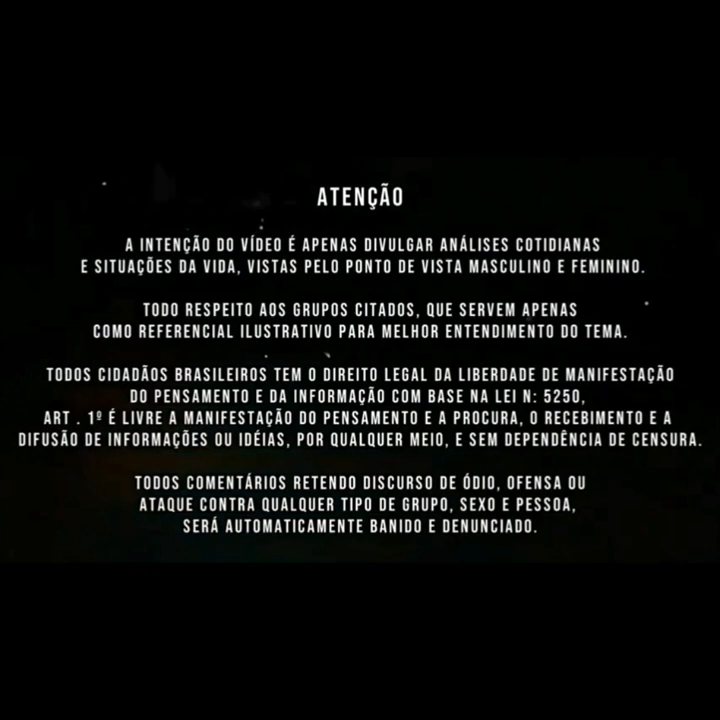 ATENÇÃO
A INTENÇÃO DO VÍDEO É APENAS DIVULGAR ANÁLISES COTIDIANAS
E SITUAÇÕES DA VIDA, VISTAS PELO PONTO DE VISTA MASCULINO E FEMININO.
TODO RESPEITO AOS GRUPOS CITADOS, QUE SERVEM APENAS
COMO REFERENCIAL ILUSTRATIVO PARA MELHOR ENTENDIMENTO DO TEMA.
TODOS CIDADÃOS BRASILEIROS TEM O DIREITO LEGAL DA LIBERDADE DE MANIFESTAÇÃO
DO PENSAMENTO E DA INFORMAÇÃO COM BASE NA LEI N: 5250,
ART . 1º É LIVRE A MANIFESTAÇÃO DO PENSAMENTO E A PROCURA, O RECEBIMENTO E A
DIFUSÃO DE INFORMAÇÕES OU IDÉIAS, POR QUALQUER MEIO, E SEM DEPENDÊNCIA DE CENSURA.
TODOS COMENTÁRIOS RETENDO DISCURSO DE ÓDIO, OFENSA OU
ATAQUE CONTRA QUALQUER TIPO DE GRUPO, SEXO E PESSOA,
SERÁ AUTOMATICAMENTE BANIDO E DENUNCIADO.